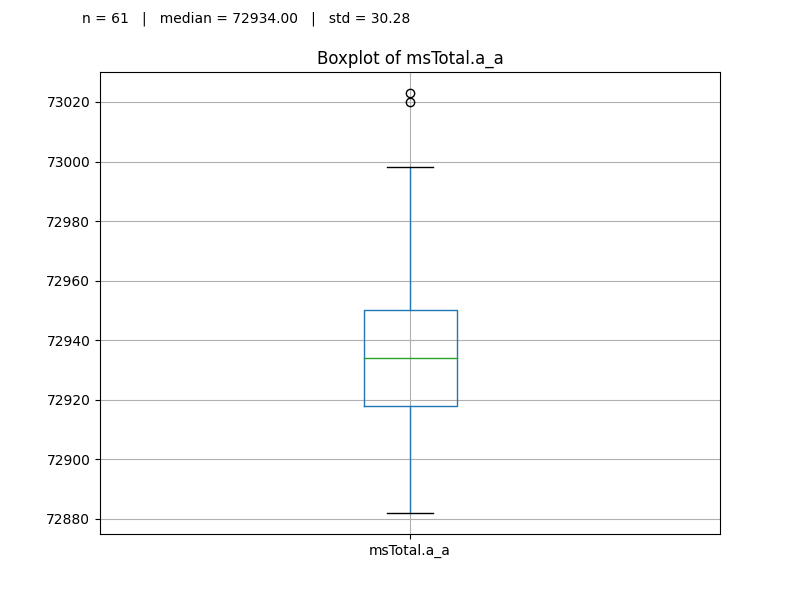 n = 61 | median = 72934.00 | std = 30.28
Boxplot of msTotal.a_a
73020
73000
72980
72960
72940
72920
72900
72880
msTotal.a_a